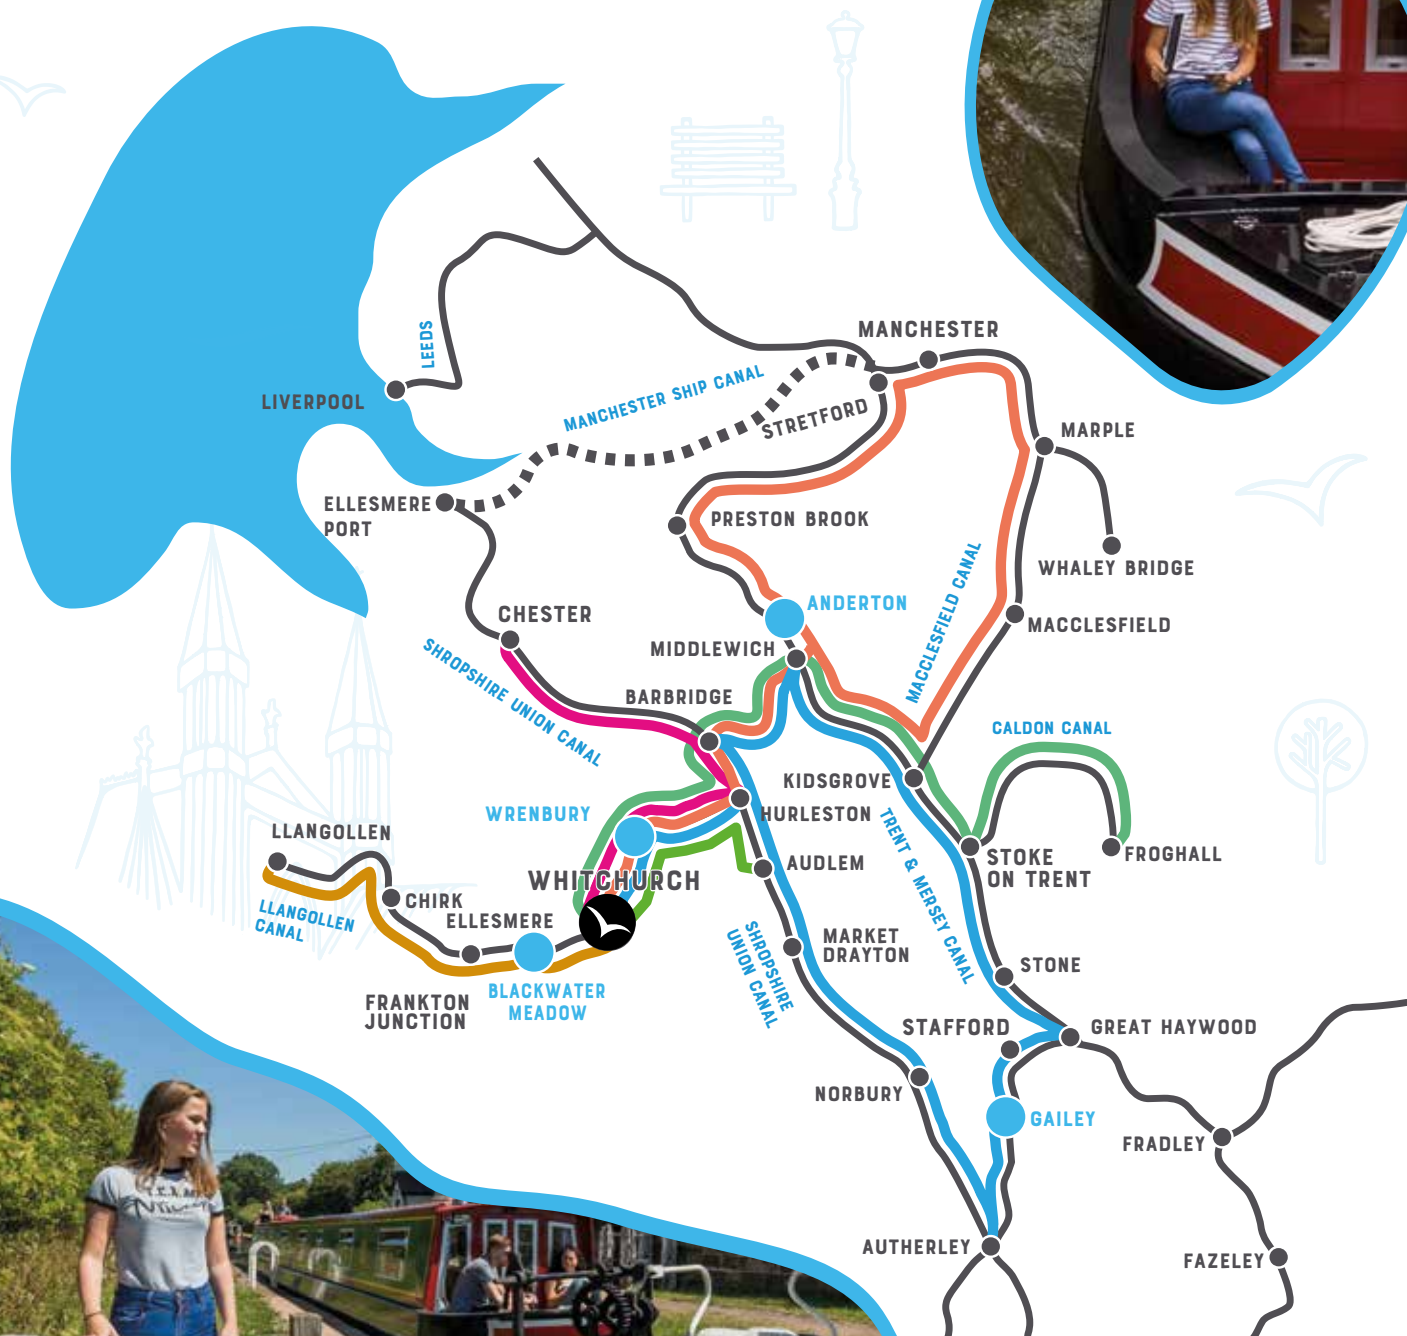 MANCHESTER
LEEDS
MANCHESTER SHIP CANAL
LIVERPOOL
STRETFORD
MARPLE
ELLESMERE
PORT
PRESTON BROOK
WHALEY BRIDGE
ANDERTON
MACCLESFIELD CANAL
CHESTER
MACCLESFIELD
MIDDLEWICH
SHROPSHIRE UNION CANAL
BARBRIDGE
CALDON CANAL
KIDSGROVE
WRENBURY
HURLESTON
TRENT & MERSEY CANAL
LLANGOLLEN
AUDLEM
STOKE
ON TRENT
FROGHALL
WHITCHURCH
CHIRK
LLANGOLLEN
CANAL
ELLESMERE
SHROPSHIRE
UNION CANAL
MARKET
DRAYTON
STONE
BLACKWATER
MEADOW
FRANKTON
JUNCTION
STAFFORD
GREAT HAYWOOD
NORBURY
GAILEY
FRADLEY
AUTHERLEY
FAZELEY